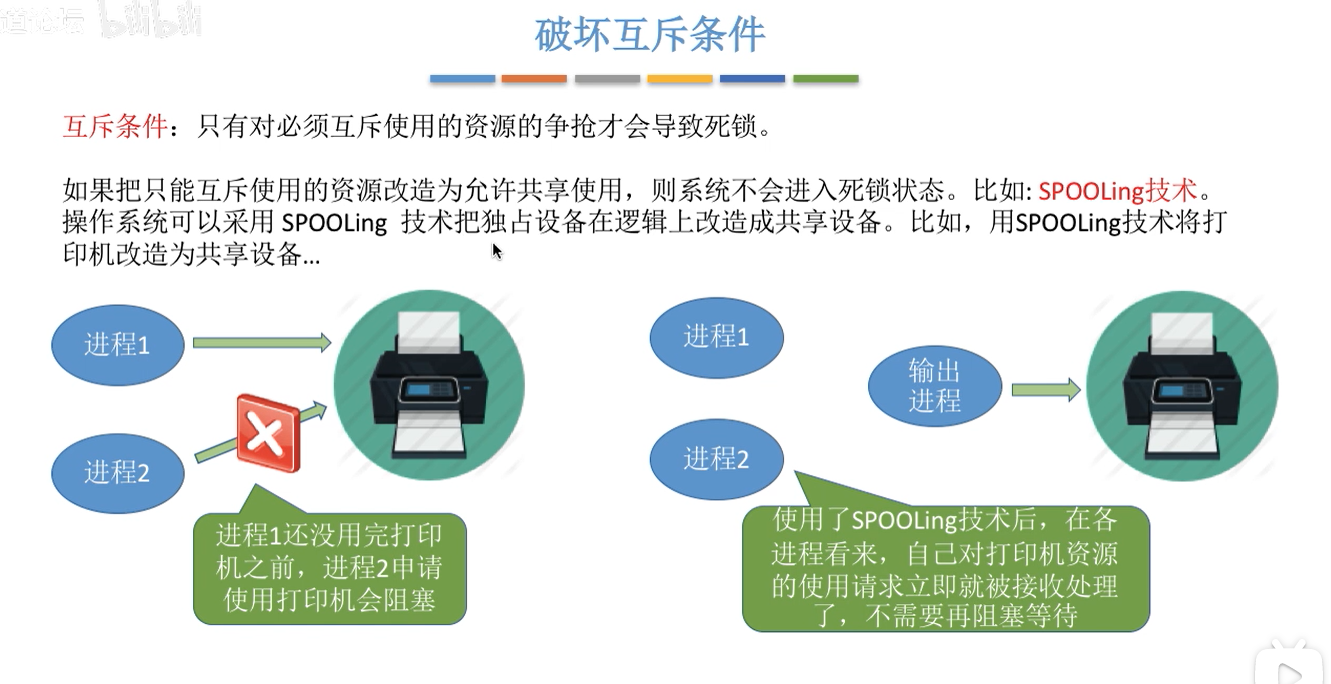 道论坛 bilibili
破坏互斥条件
互斥条件：只有对必须互斥使用的资源的争抢才会导致死锁。
如果把只能互斥使用的资源改造为允许共享使用，则系统不会进入死锁状态。比如: SPOOLing技术。
操作系统可以采用 SPOOLing 技术把独占设备在逻辑上改造成共享设备。比如，用SPOOLing技术将打
印机改造为共享设备...
进程1
进程2
进程1还没用完打印
机之前，进程2申请
使用打印机会阻塞
进程1
进程2
输出
进程
使用了SPOOLing技术后，在各
进程看来，自己对打印机资源
的使用请求立即就被接收处理
了，不需要再阻塞等待